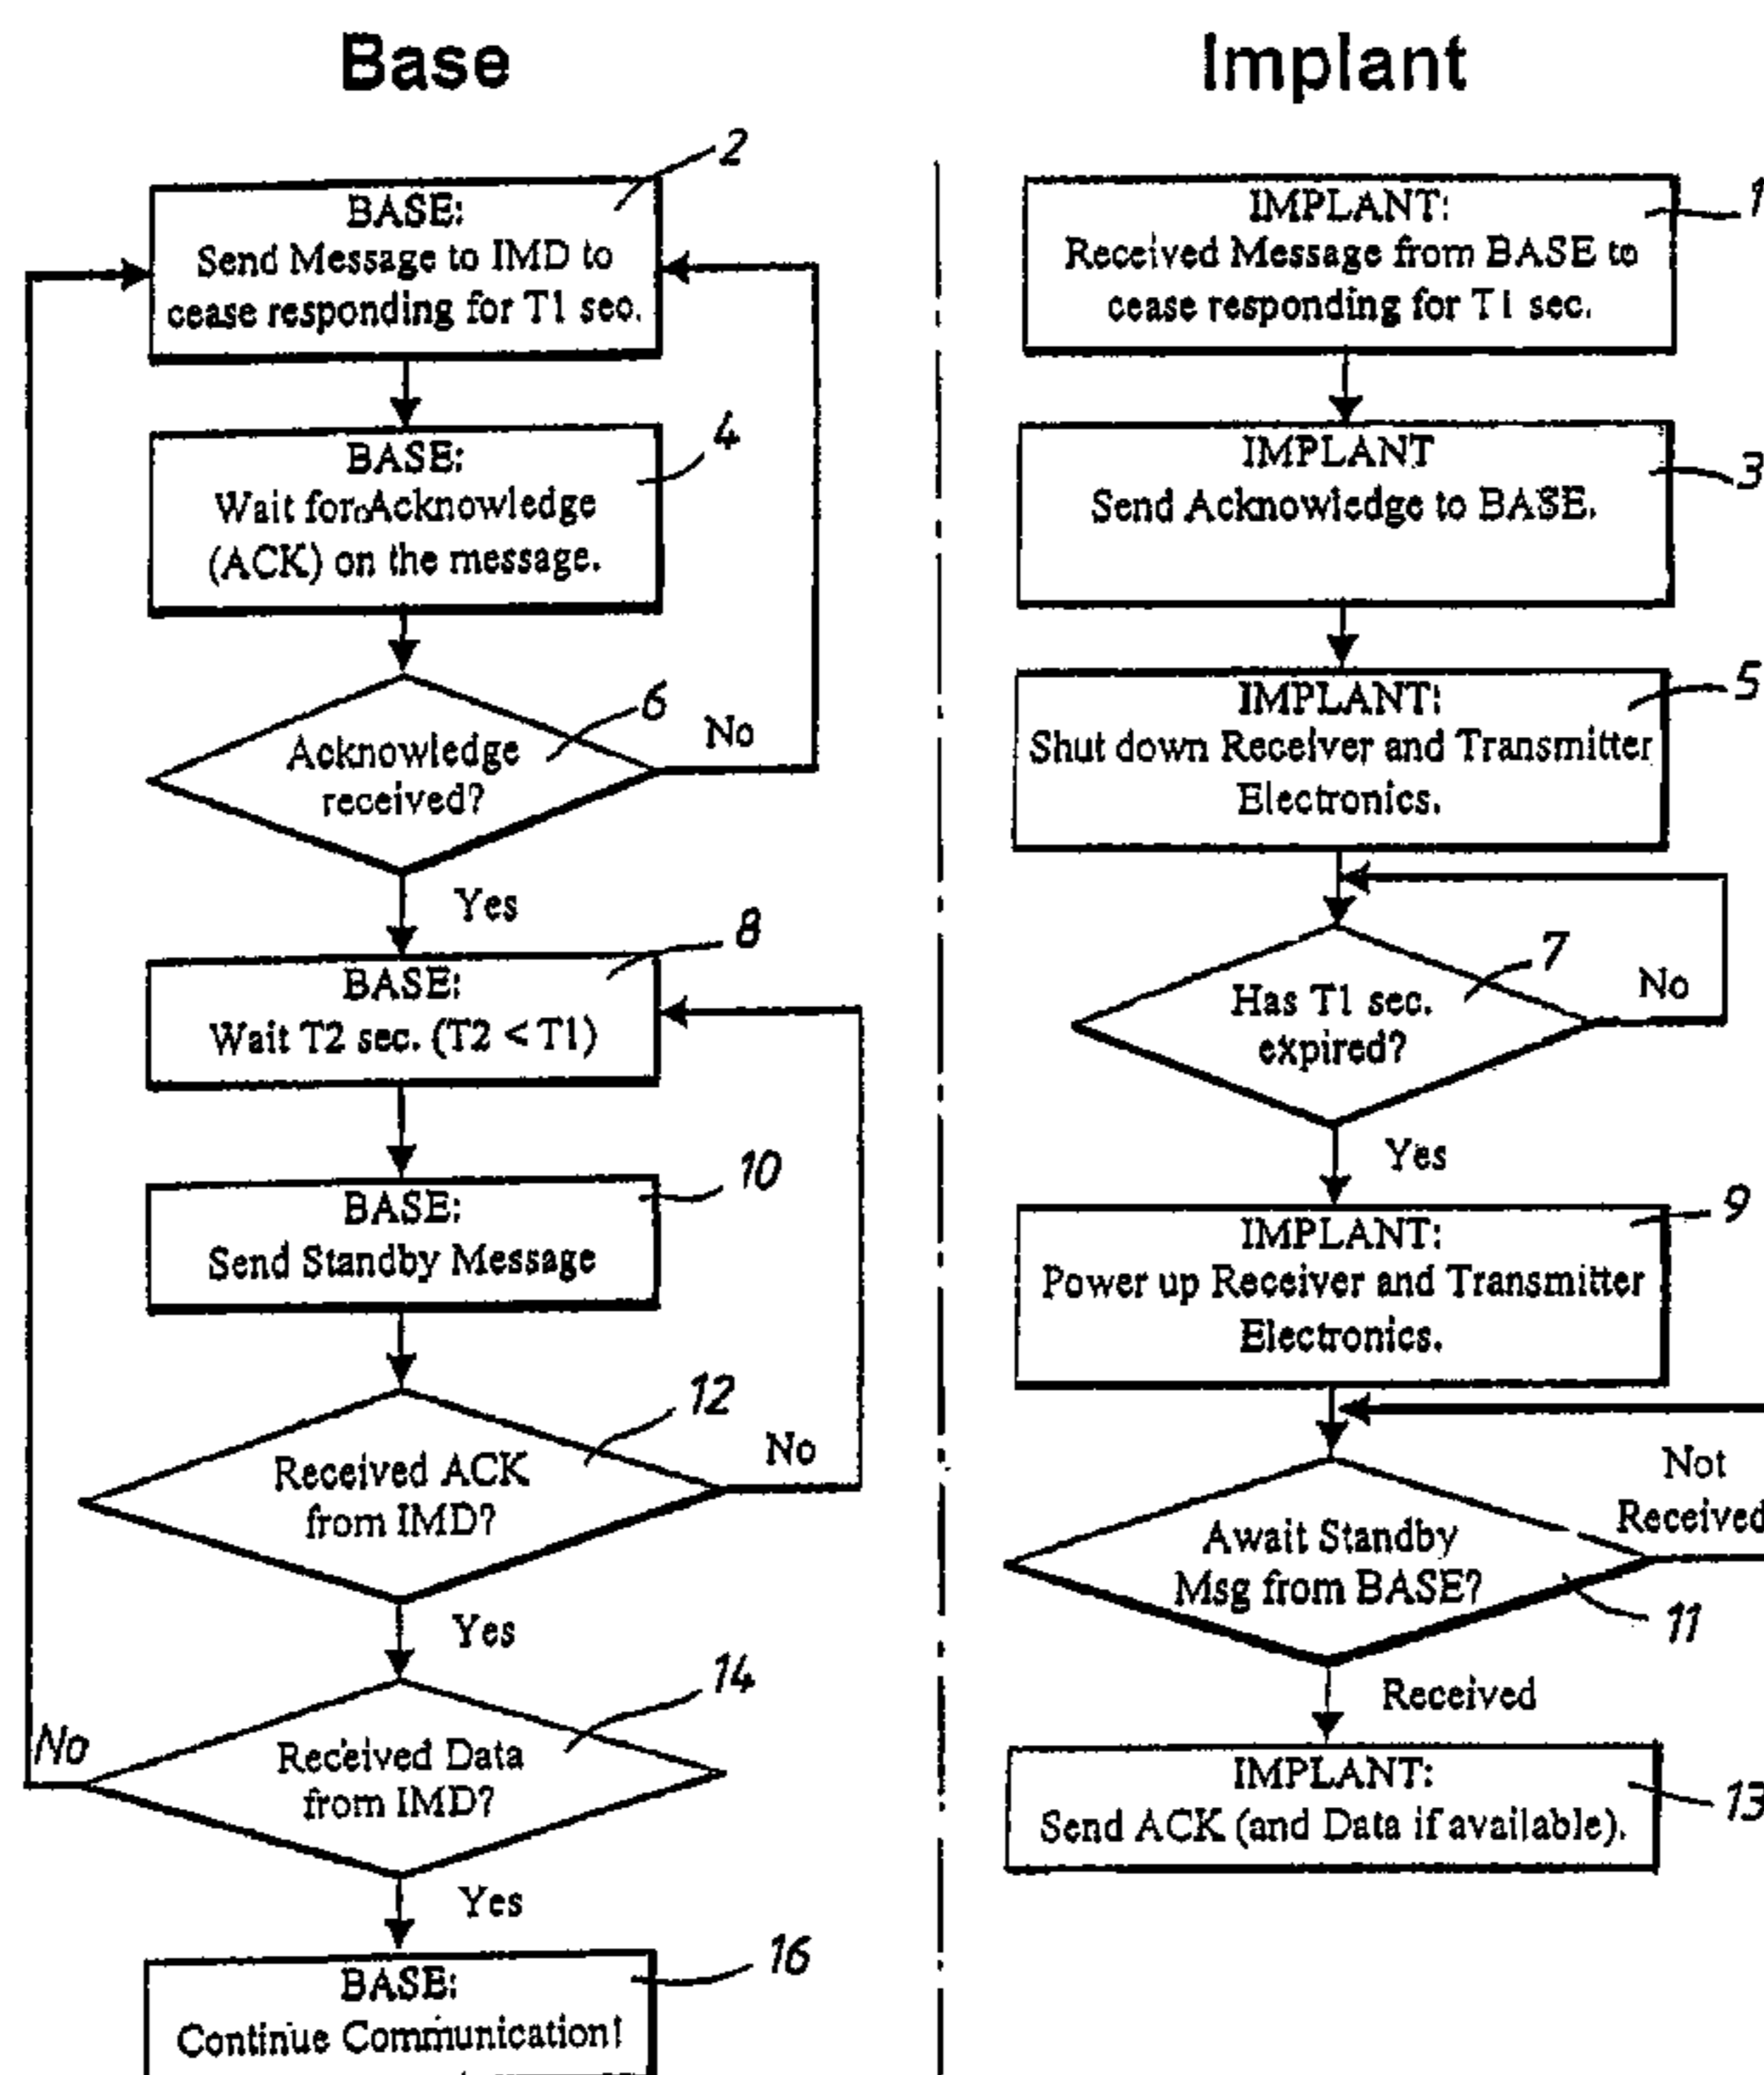 Base
2
BASE:
Send Message to IMD to
cease responding for T1 sec.
4
BASE:
Wait for Acknowledge
(ACK) on the message.
6
Acknowledge
received?
No
Yes
8
BASE:
Wait T2 sec. (T2 < T1)
10
BASE:
Send Standby Message
12
Received ACK
from IMD?
No
Yes
14
Received Data
from IMD?
No
Yes
16
BASE:
Continue Communication!
Implant
1
IMPLANT:
Received Message from BASE to
cease responding for T1 sec.
3
IMPLANT
Send Acknowledge to BASE.
5
IMPLANT:
Shut down Receiver and Transmitter
Electronics.
7
Has T1 sec.
expired?
No
Yes
9
IMPLANT:
Power up Receiver and Transmitter
Electronics.
Not
Received
Await Standby
Msg from BASE?
11
Received
13
IMPLANT:
Send ACK (and Data if available).